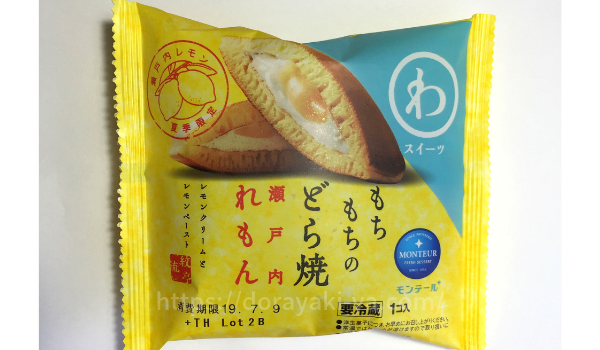 瀬戸内レモン
夏季限定
わ
スイーツ
もち
もちの
どら焼
瀬戸内
れもん
レモンクリームと
レモンペースト
MONTEUR
モンテール
消費期限19.7.9
+TH Lot2B
要冷蔵
1コ入
https://dorayaki-ya.com/